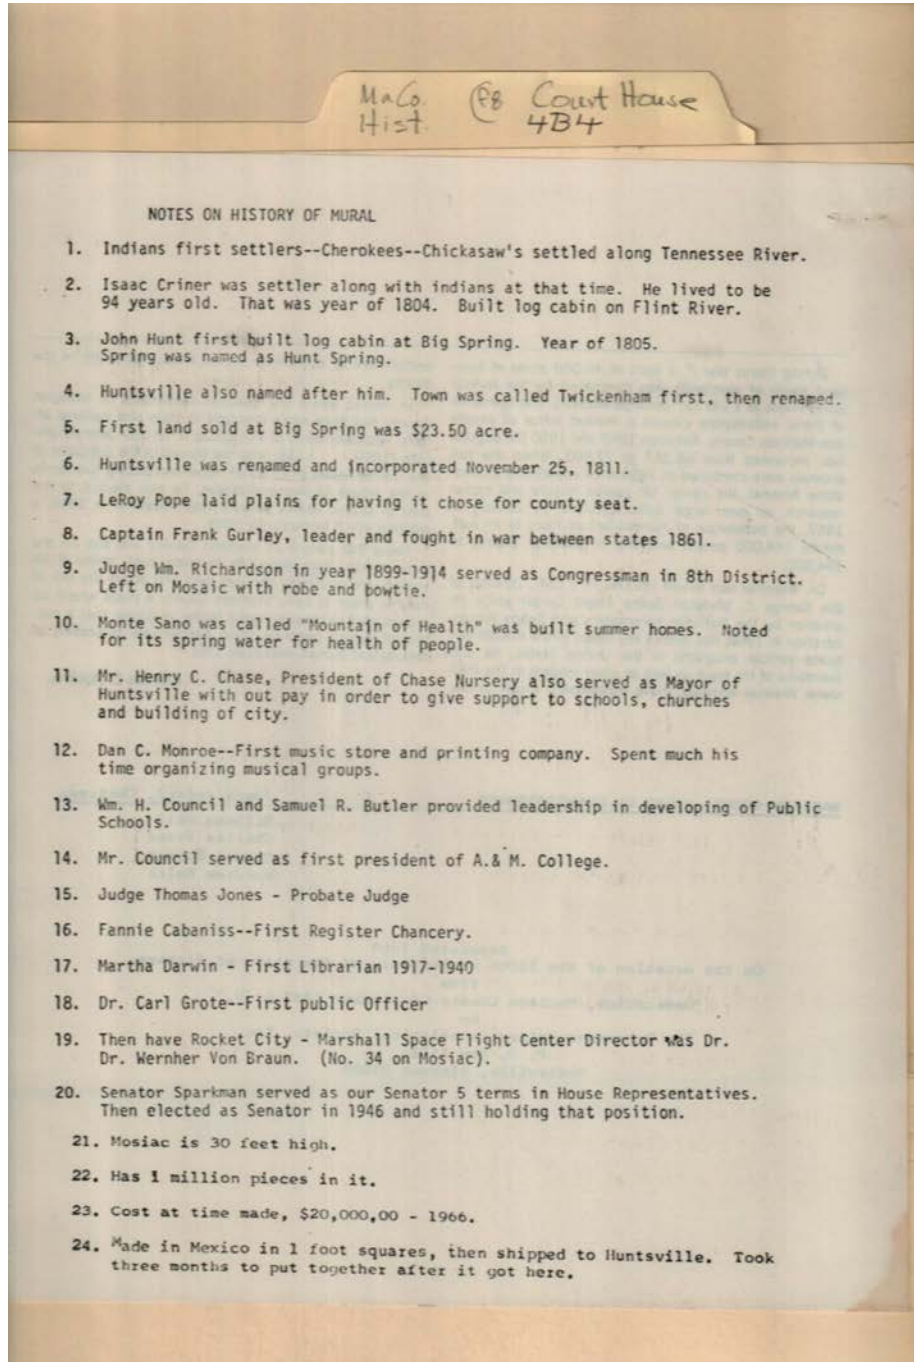 MaCo. F8 Court House
Hist. 4B4
NOTES ON HISTORY OF MURAL
1. Indians first settlers--Cherokees--Chickasaw's settled along Tennessee River.
2. Isaac Criner was settler along with indians at that time. He lived to be
94 years old. That was year of 1804. Built log cabin on Flint River.
3. John Hunt first built log cabin at Big Spring. Year of 1805.
Spring was named as Hunt Spring.
4. Huntsville also named after him. Town was called Twickenham first, then renamed.
5. First land sold at Big Spring was $23.50 acre.
6. Huntsville was renamed and incorporated November 25, 1811.
7. LeRoy Pope laid plains for having it chose for county seat.
8. Captain Frank Gurley, leader and fought in war between states 1861.
9. Judge Wm. Richardson in year 1899-1914 served as Congressman in 8th District.
Left on Mosaic with robe and bowtie.
10. Monte Sano was called "Mountain of Health" was built summer homes. Noted
for its spring water for health of people.
11. Mr. Henry C. Chase, President of Chase Nursery also served as Mayor of
Huntsville with out pay in order to give support to schools, churches
and building of city.
12. Dan C. Monroe--First music store and printing company. Spent much his
time organizing musical groups.
13. Wm. H. Council and Samuel R. Butler provided leadership in developing of Public
Schools.
14. Mr. Council served as first president of A.& M. College.
15. Judge Thomas Jones - Probate Judge
16. Fannie Cabaniss--First Register Chancery.
17. Martha Darwin - First Librarian 1917-1940
18. Dr. Carl Grote--First public Officer
19. Then have Rocket City - Marshall Space Flight Center Director was Dr.
Dr. Wernher Von Braun. (No. 34 on Mosiac).
20. Senator Sparkman served as our Senator 5 terms in House Representatives.
Then elected as Senator in 1946 and still holding that position.
21. Mosiac is 30 feet high.
22. Has 1 million pieces in it.
23. Cost at time made, $20,000,00 - 1966.
24. Made in Mexico in 1 foot squares, then shipped to Huntsville. Took
three months to put together after it got here.